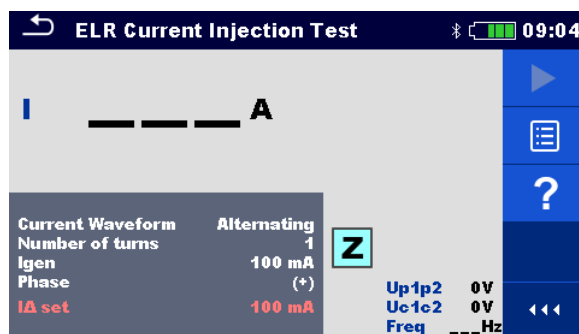 ELR Current Injection Test 09:04
I ___ A
?
Current Waveform Alternating
Number of turns 1
Igen 100 mA
Phase (+)
I∆ set 100 mA
Z
Up1p2 0V
Uc1c2 0V
Freq ___Hz